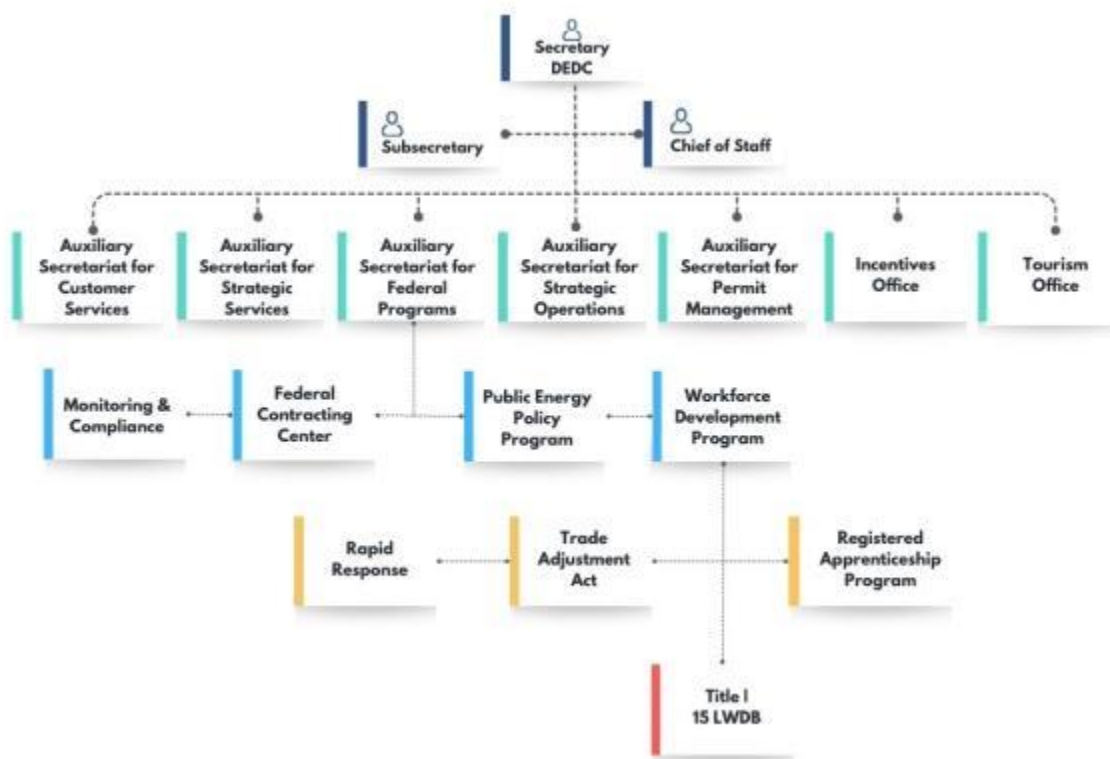 Secretary
DEDC
Subsecretary
Chief of Staff
Auxiliary
Secretariat for
Customer
Services
Auxiliary
Secretariat for
Strategic
Services
Auxiliary
Secretariat for
Federal
Programs
Auxiliary
Secretariat for
Strategic
Operations
Auxiliary
Secretariat for
Permit
Management
Incentives
Office
Tourism
Office
Monitoring &
Compliance
Federal
Contracting
Center
Public Energy
Policy
Program
Workforce
Development
Program
Rapid
Response
Trade
Adjustment
Act
Registered
Apprenticeship
Program
Title I
15 LWDB